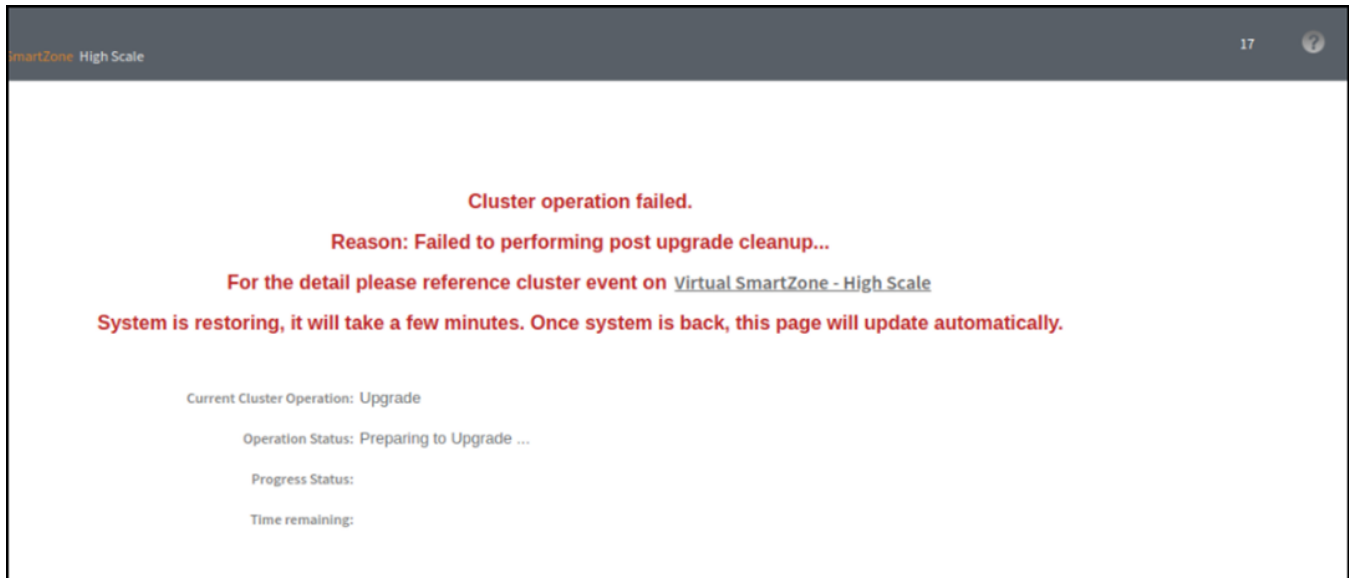 17
SmartZone High Scale
Cluster operation failed.
Reason: Failed to performing post upgrade cleanup...
For the detail please reference cluster event on Virtual SmartZone - High Scale
System is restoring, it will take a few minutes. Once system is back, this page will update automatically.
Current Cluster Operation: Upgrade
Operation Status: Preparing to Upgrade ...
Progress Status:
Time remaining: